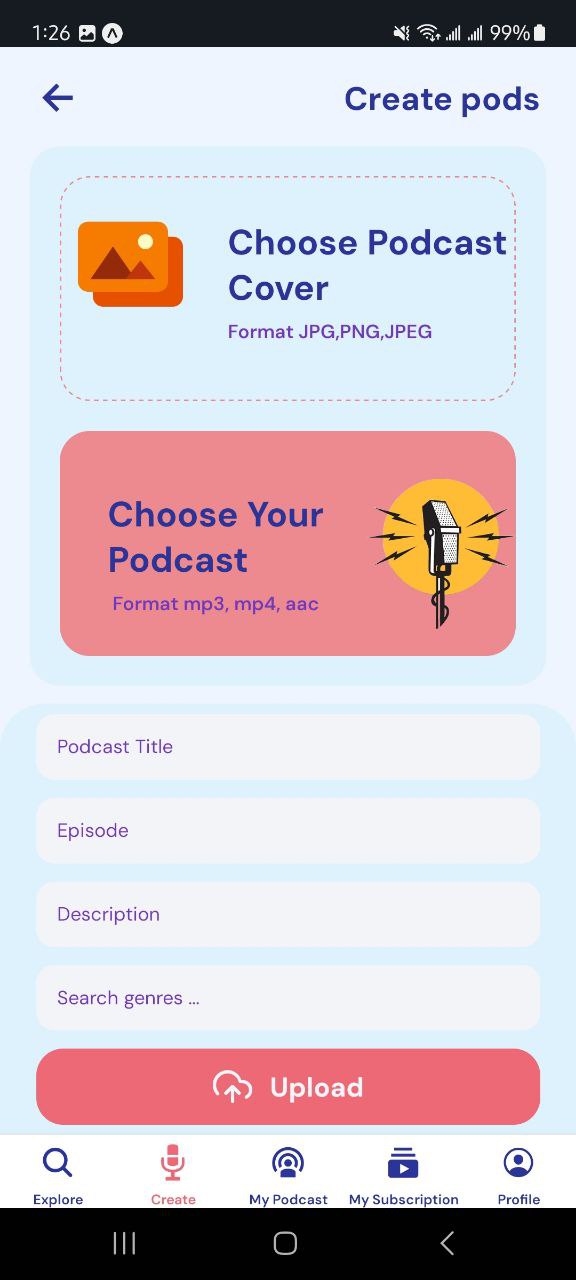 1:26
99%
Create pods
Choose Podcast
Cover
Format JPG,PNG,JPEG
Choose Your
Podcast
Format mp3, mp4, aac
Podcast Title
Episode
Description
Search genres ...
Upload
Explore
Create
My Podcast
My Subscription
Profile